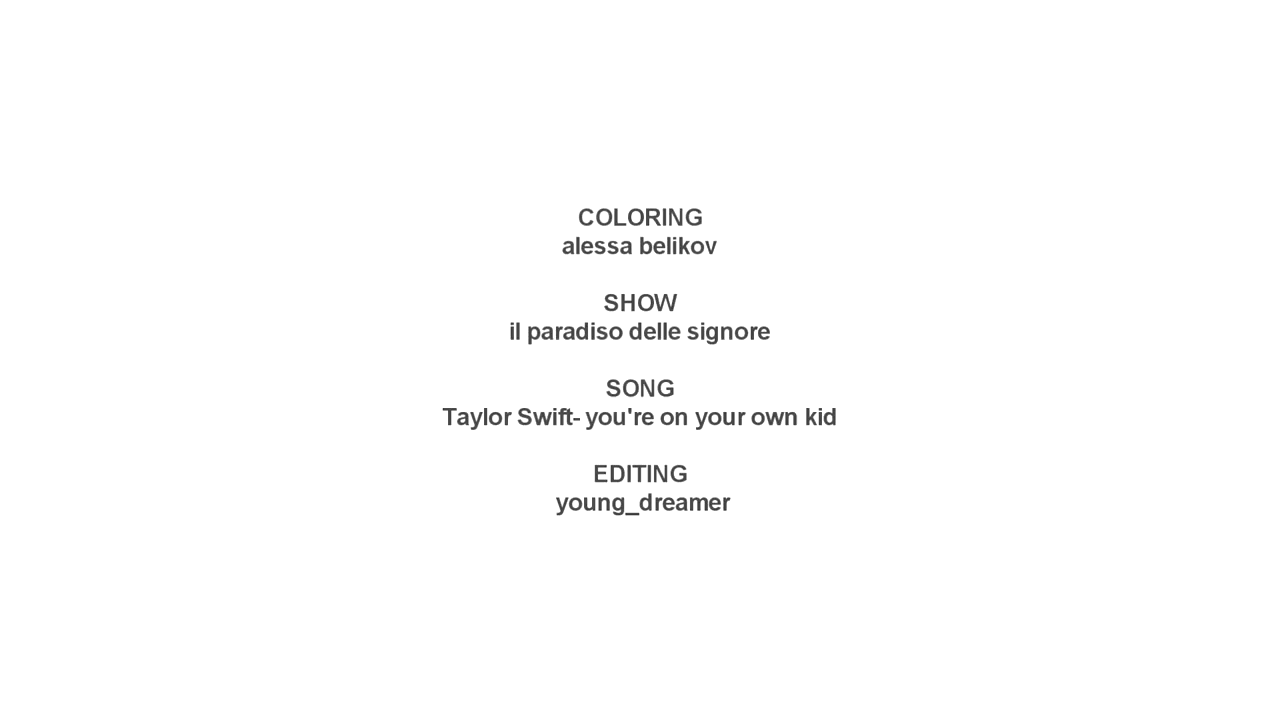 COLORING
alessa belikov
SHOW
il paradiso delle signore
SONG
Taylor Swift- you're on your own kid
EDITING
young_dreamer